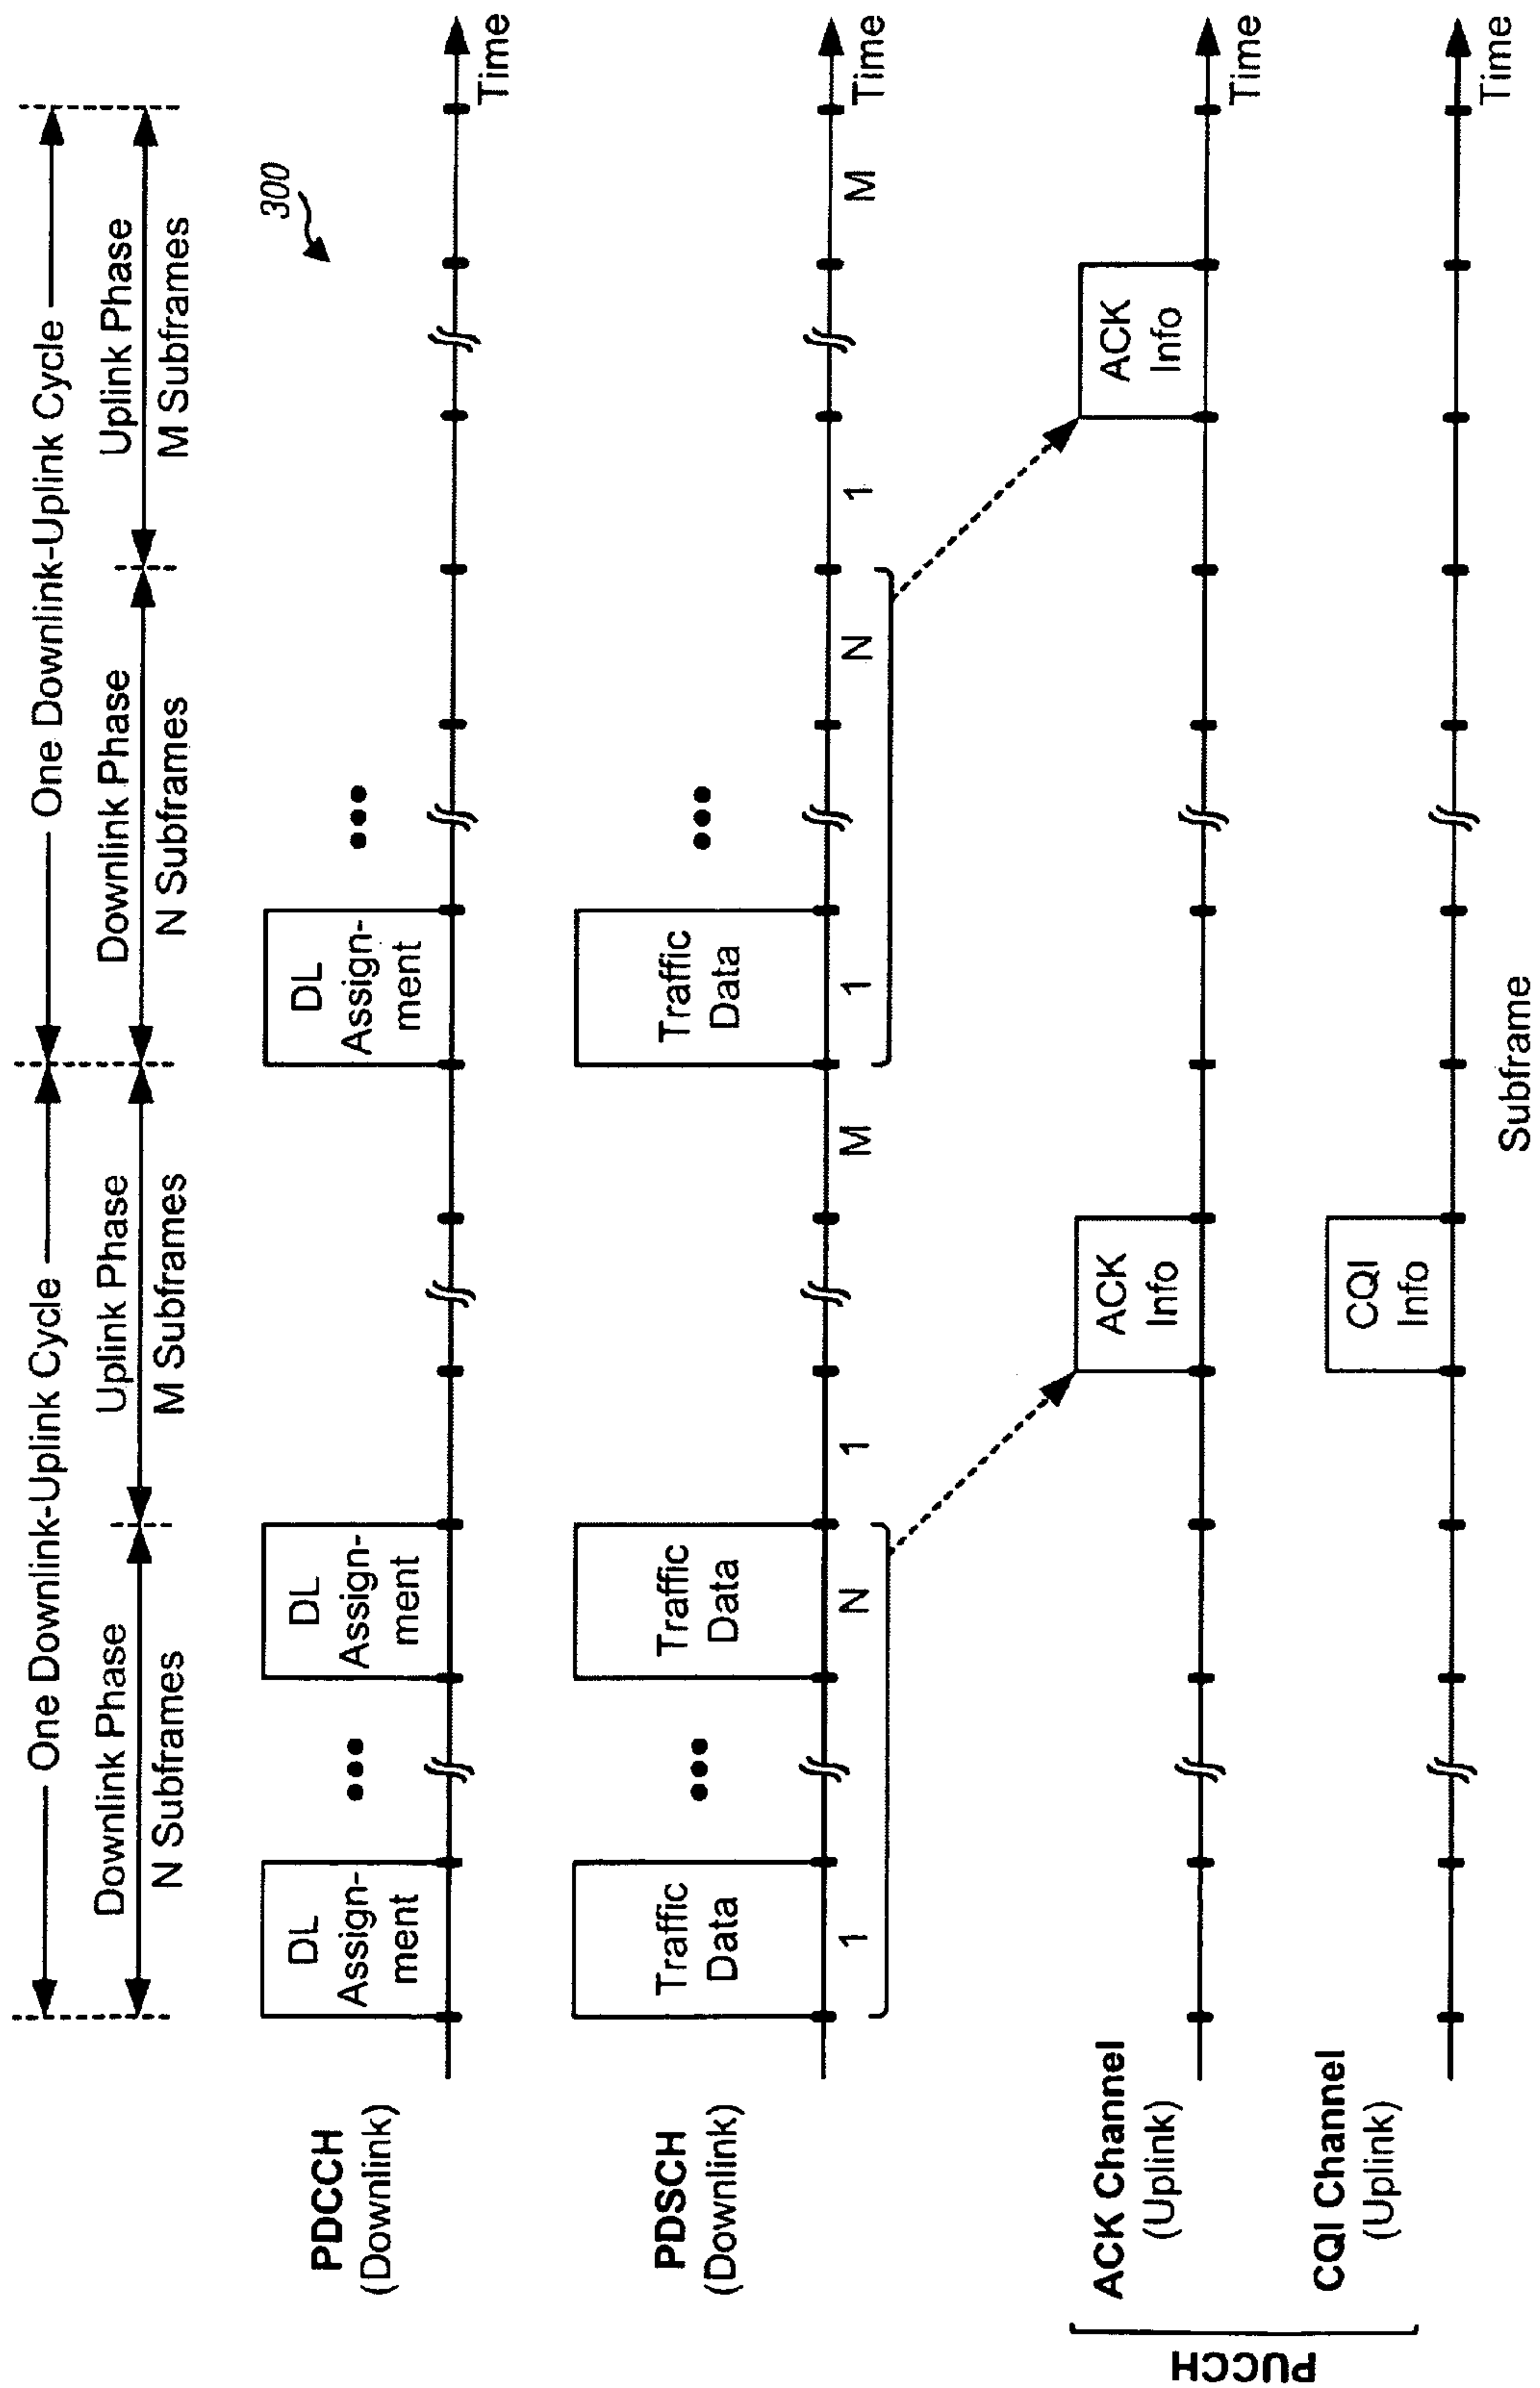 One Downlink-Uplink Cycle
One Downlink-Uplink Cycle
Downlink Phase
Uplink Phase
Downlink Phase
Uplink Phase
N Subframes
M Subframes
N Subframes
M Subframes
300
PDCCH
(Downlink)
DL
Assign-
ment
DL
Assign-
ment
DL
Assign-
ment
Time
PDSCH
(Downlink)
Traffic
Data
Traffic
Data
Traffic
Data
1
N
1
M
1
N
1
M
Time
PUCCH
ACK Channel
(Uplink)
ACK
Info
ACK
Info
Time
CQI Channel
(Uplink)
CQI
Info
Time
Subframe